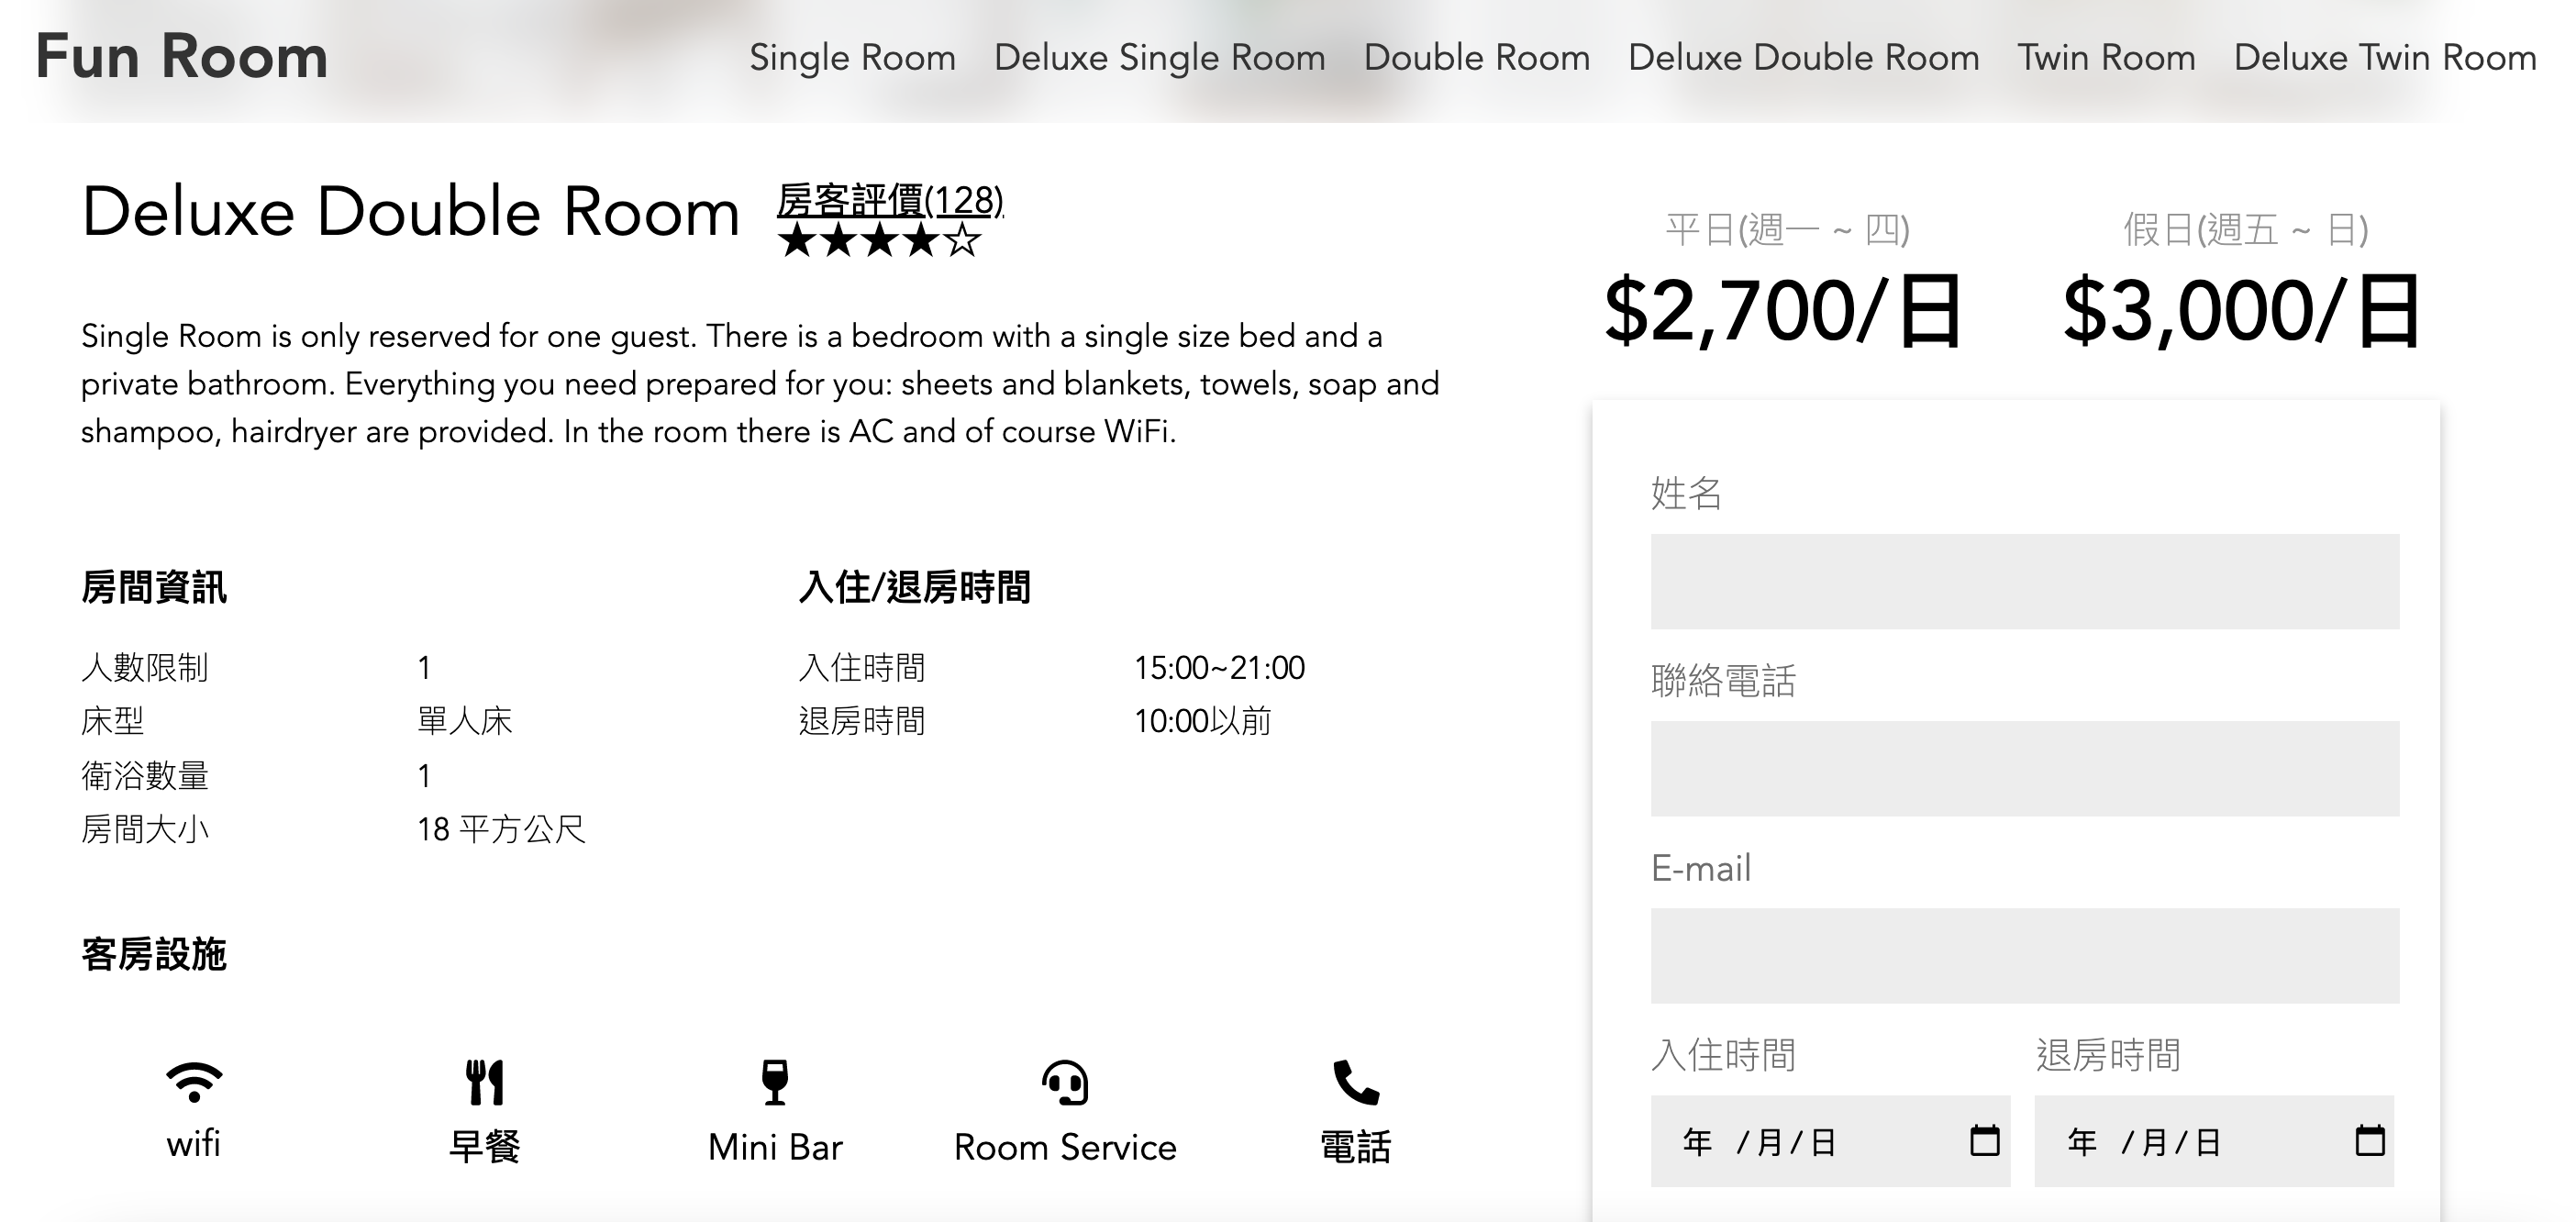 Fun Room
Single Room Deluxe Single Room Double Room Deluxe Double Room Twin Room Deluxe Twin Room
Deluxe Double Room
房客評價(128)
★★★★☆
Single Room is only reserved for one guest. There is a bedroom with a single size bed and a
private bathroom. Everything you need prepared for you: sheets and blankets, towels, soap and
shampoo, hairdryer are provided. In the room there is AC and of course WiFi.
房間資訊
人數限制 1
床型 單人床
衛浴數量 1
房間大小 18 平方公尺
入住/退房時間
入住時間 15:00~21:00
退房時間 10:00以前
客房設施
wifi 早餐 Mini Bar Room Service 電話
平日(週一 ~ 四) 假日(週五 ~ 日)
$2,700/日 $3,000/日
姓名
聯絡電話
E-mail
入住時間 退房時間
年 /月/日 年 /月/日